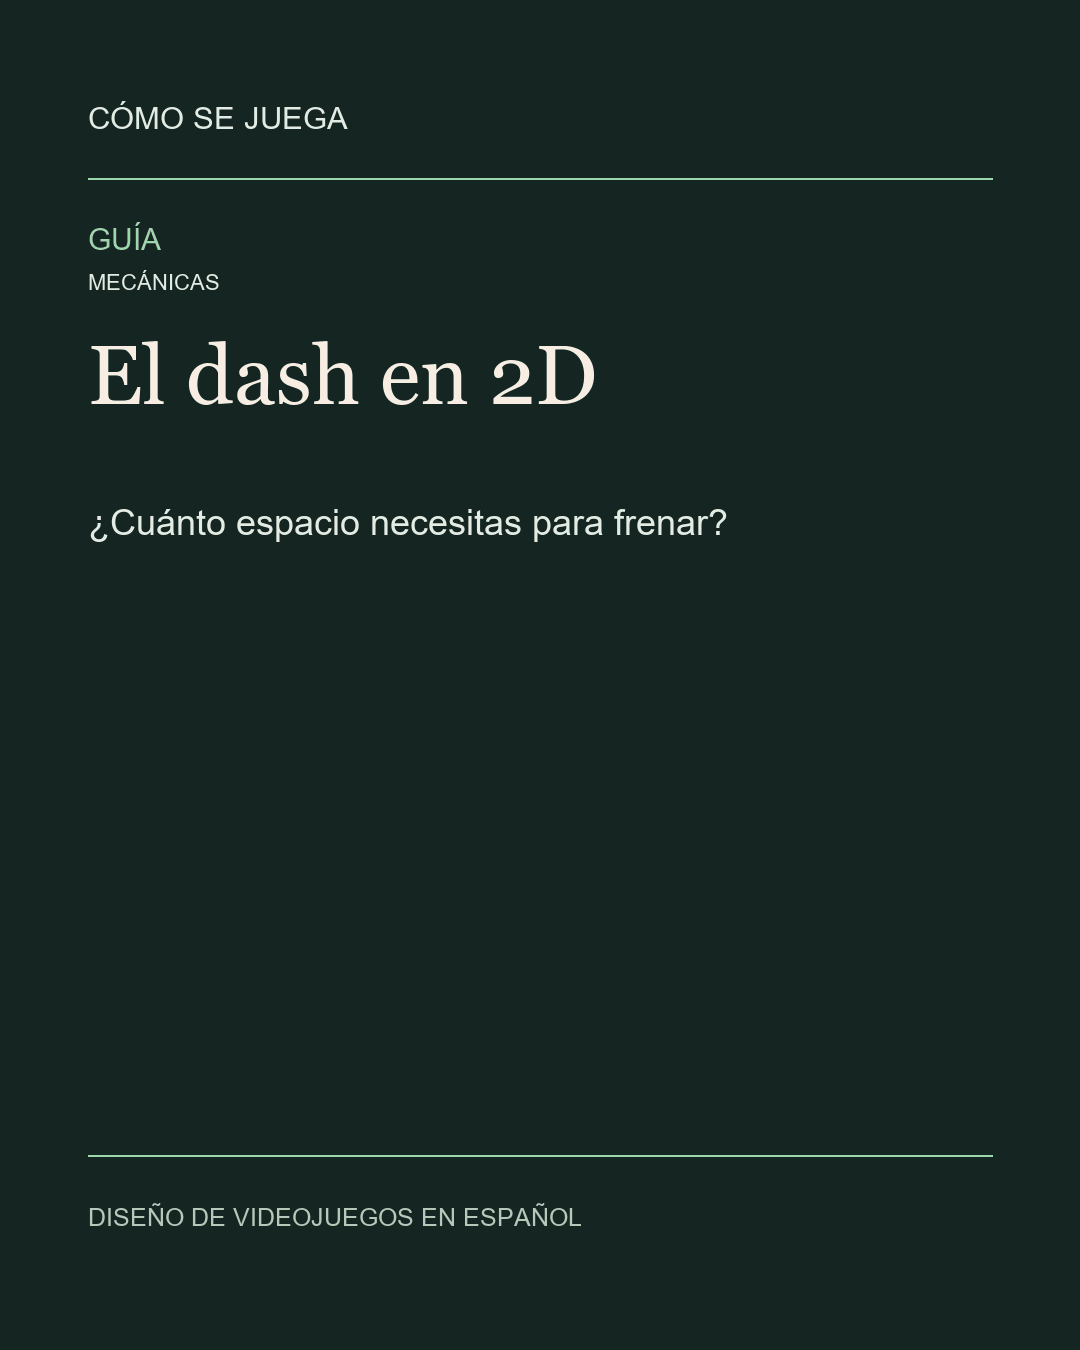 CÓMO SE JUEGA
GUÍA
MECÁNICAS
El dash en 2D
¿Cuánto espacio necesitas para frenar?
DISEÑO DE VIDEOJUEGOS EN ESPAÑOL